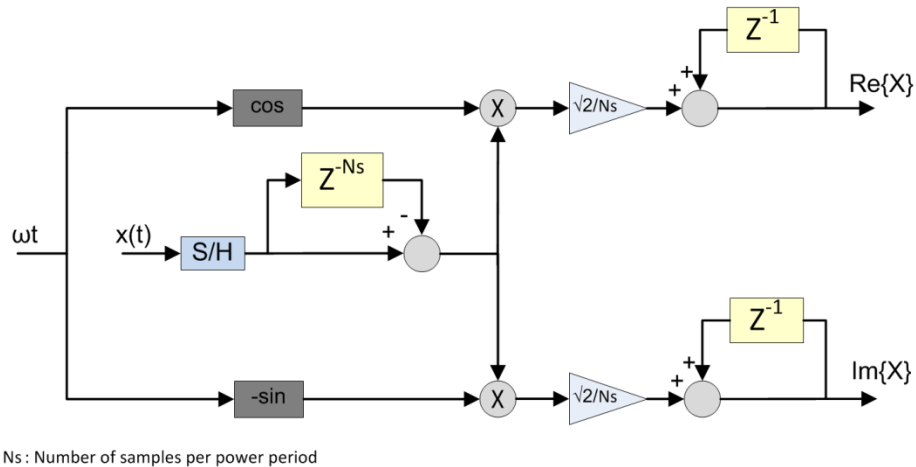 Z⁻¹
+
+
Re{X}
cos
X
√2/Ns
Z⁻ᴺˢ
-
+
ωt
x(t)
S/H
Z⁻¹
+
+
Im{X}
-sin
X
√2/Ns
Ns : Number of samples per power period